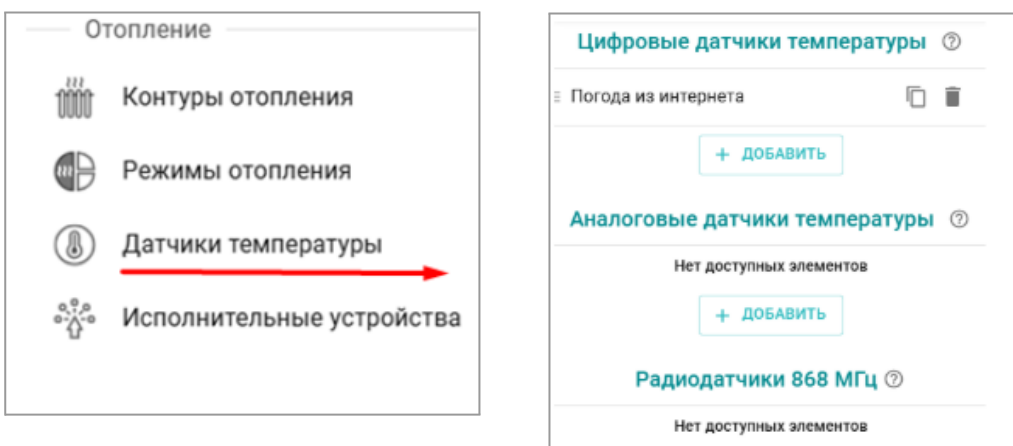 Отопление
Контуры отопления
Режимы отопления
Датчики температуры
Исполнительные устройства
Цифровые датчики температуры
Погода из интернета
+ ДОБАВИТЬ
Аналоговые датчики температуры
Нет доступных элементов
+ ДОБАВИТЬ
Радиодатчики 868 МГц
Нет доступных элементов